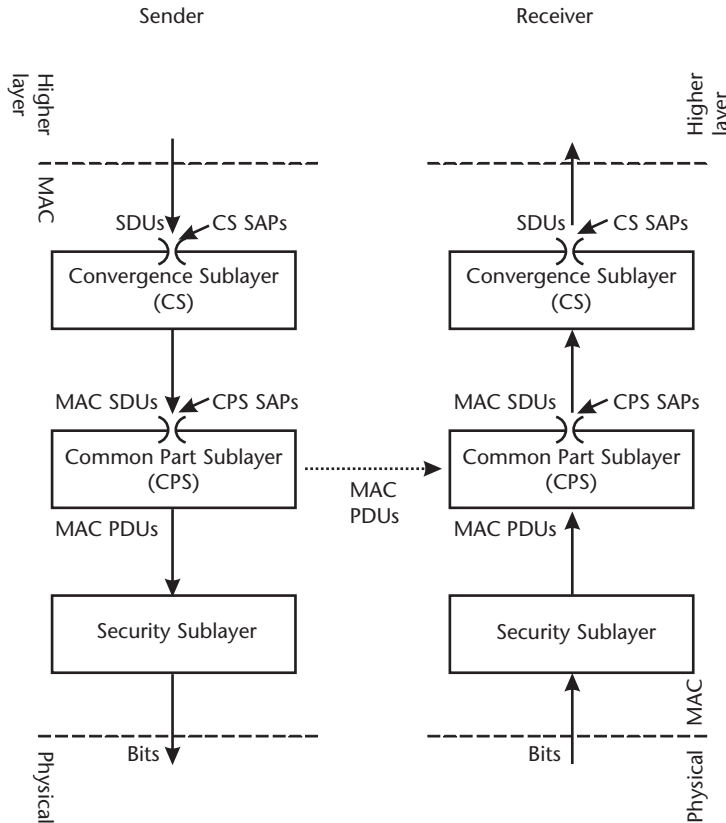 Sender
Receiver
Higher
layer
Higher
layer
MAC
SDUs
CS SAPs
SDUs
CS SAPs
Convergence Sublayer
(CS)
Convergence Sublayer
(CS)
MAC SDUs
CPS SAPs
MAC SDUs
CPS SAPs
Common Part Sublayer
(CPS)
MAC
PDUs
Common Part Sublayer
(CPS)
MAC PDUs
MAC PDUs
Security Sublayer
Security Sublayer
MAC
Physical
Bits
Bits
Physical